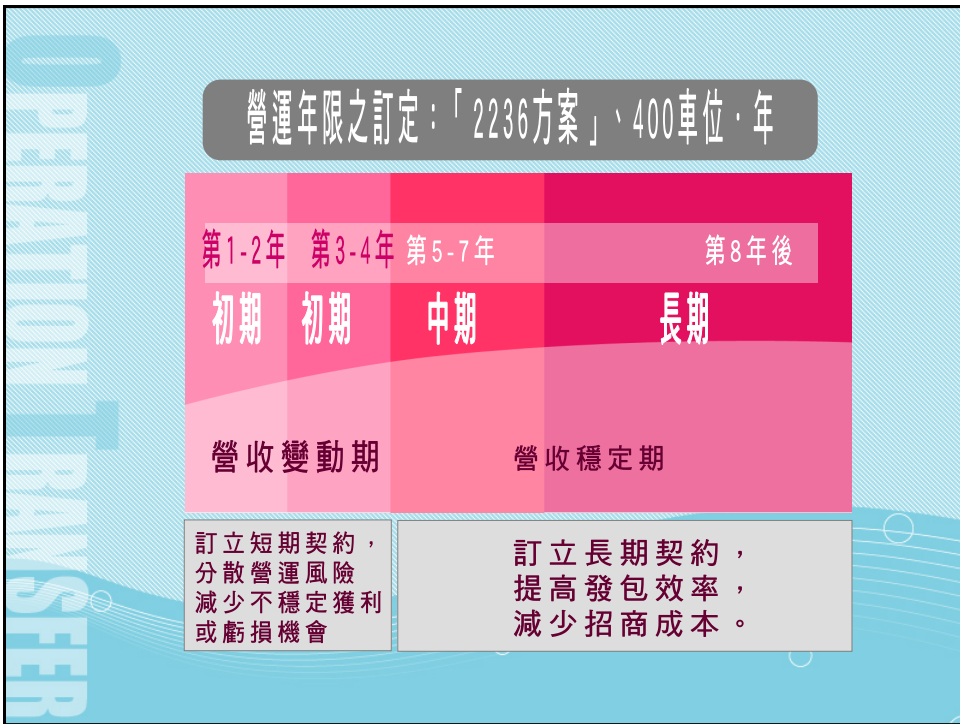 OPERATION TRANSFER
營運年限之訂定：「2236方案」、400車位‧年
第1-2年 第3-4年 第5-7年 第8年後
初期 初期 中期 長期
營收變動期 營收穩定期
訂立短期契約，
分散營運風險
減少不穩定獲利
或虧損機會
訂立長期契約，
提高發包效率，
減少招商成本。